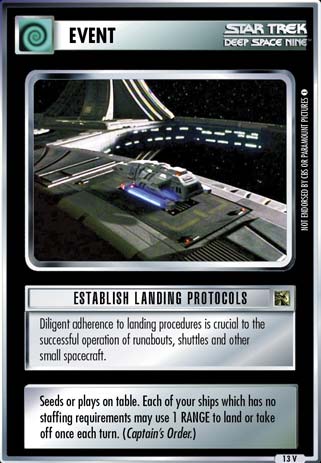 EVENT
STAR TREK
DEEP SPACE NINE™
NOT ENDORSED BY CBS OR PARAMOUNT PICTURES
ESTABLISH LANDING PROTOCOLS
Diligent adherence to landing procedures is crucial to the
successful operation of runabouts, shuttles and other
small spacecraft.
Seeds or plays on table. Each of your ships which has no
staffing requirements may use 1 RANGE to land or take
off once each turn. (Captain's Order.)
13 V